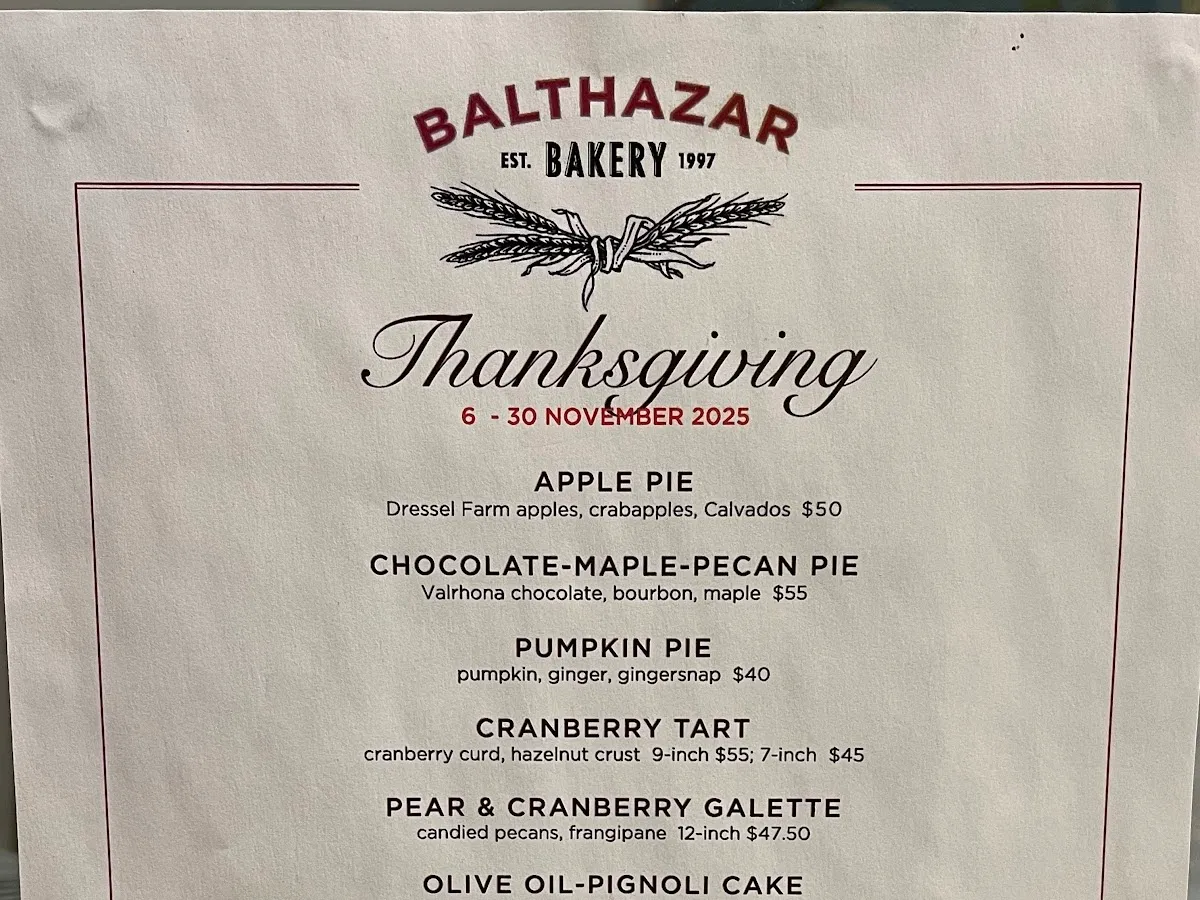 BALTHAZAR
EST. BAKERY 1997
Thanksgiving
6 - 30 NOVEMBER 2025
APPLE PIE
Dressel Farm apples, crabapples, Calvados $50
CHOCOLATE-MAPLE-PECAN PIE
Valrhona chocolate, bourbon, maple $55
PUMPKIN PIE
pumpkin, ginger, gingersnap $40
CRANBERRY TART
cranberry curd, hazelnut crust 9-inch $55; 7-inch $45
PEAR & CRANBERRY GALETTE
candied pecans, frangipane 12-inch $47.50
OLIVE OIL-PIGNOLI CAKE